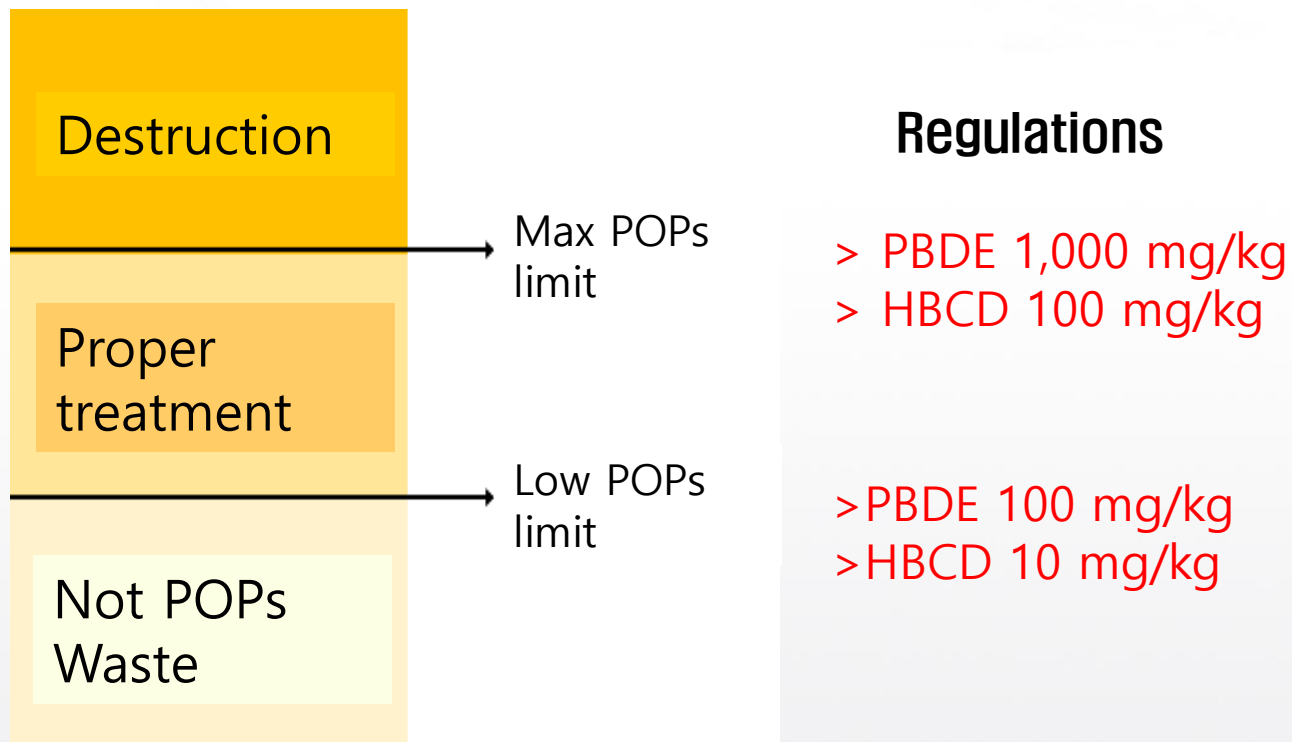 Destruction
Regulations
Max POPs
limit
> PBDE 1,000 mg/kg
> HBCD 100 mg/kg
Proper
treatment
Low POPs
limit
>PBDE 100 mg/kg
>HBCD 10 mg/kg
Not POPs
Waste